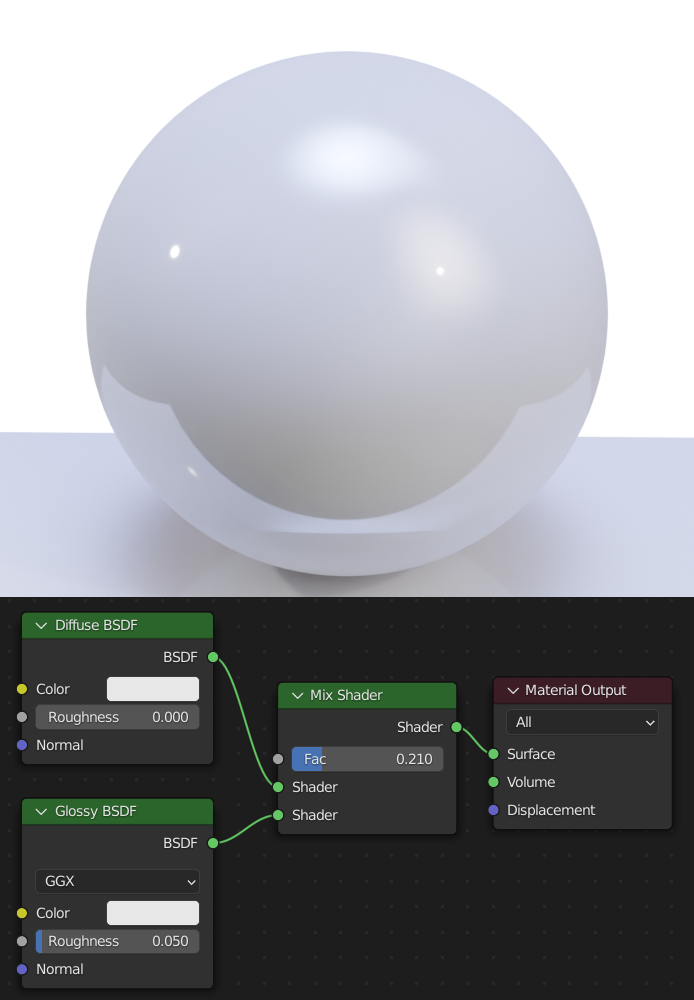 Diffuse BSDF
BSDF
Color
Roughness 0.000
Normal
Glossy BSDF
BSDF
GGX
Color
Roughness 0.050
Normal
Mix Shader
Shader
Fac 0.210
Shader
Shader
Material Output
All
Surface
Volume
Displacement